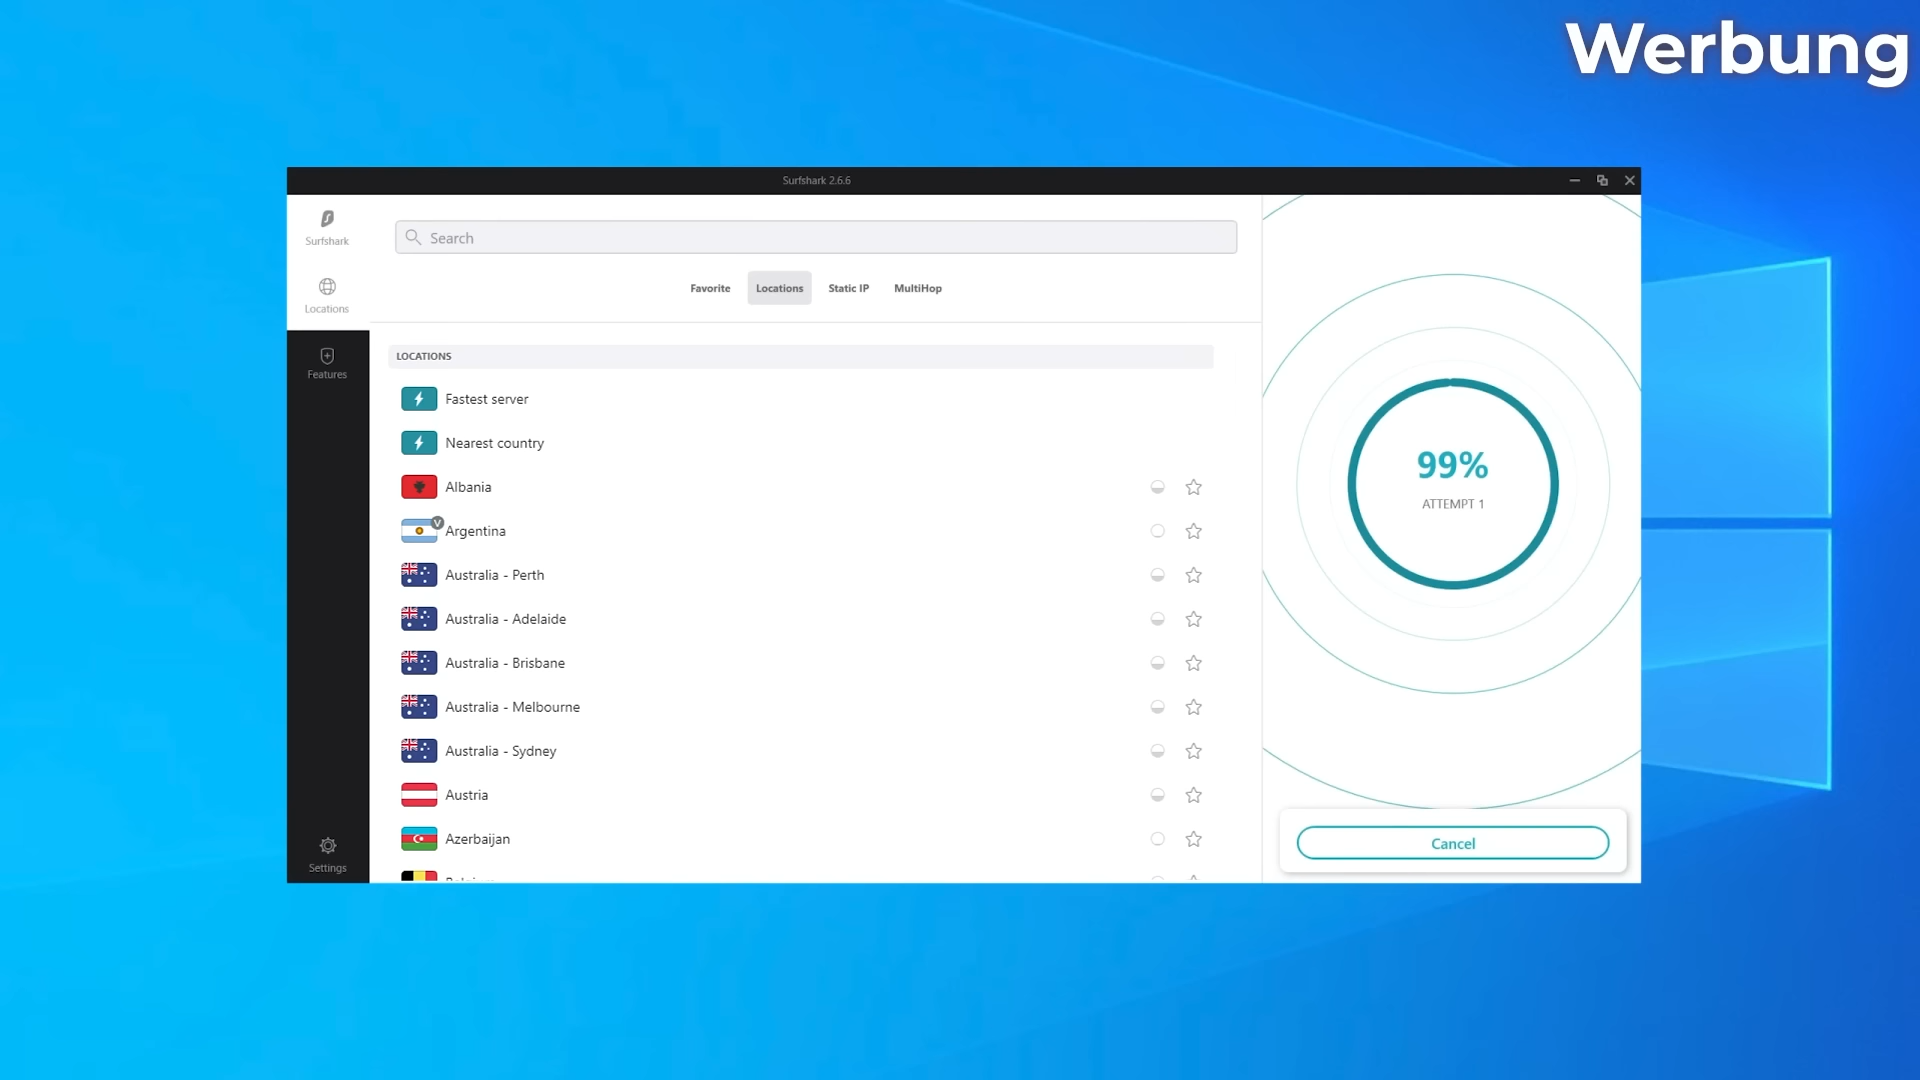 Werbung
Surfshark 2.6.6
Surfshark
Search
Locations
Favorite Locations Static IP MultiHop
Features
LOCATIONS
Fastest server
Nearest country
Albania
V
Argentina
Australia - Perth
Australia - Adelaide
Australia - Brisbane
Australia - Melbourne
Australia - Sydney
Austria
Azerbaijan
99%
ATTEMPT 1
Cancel
Settings